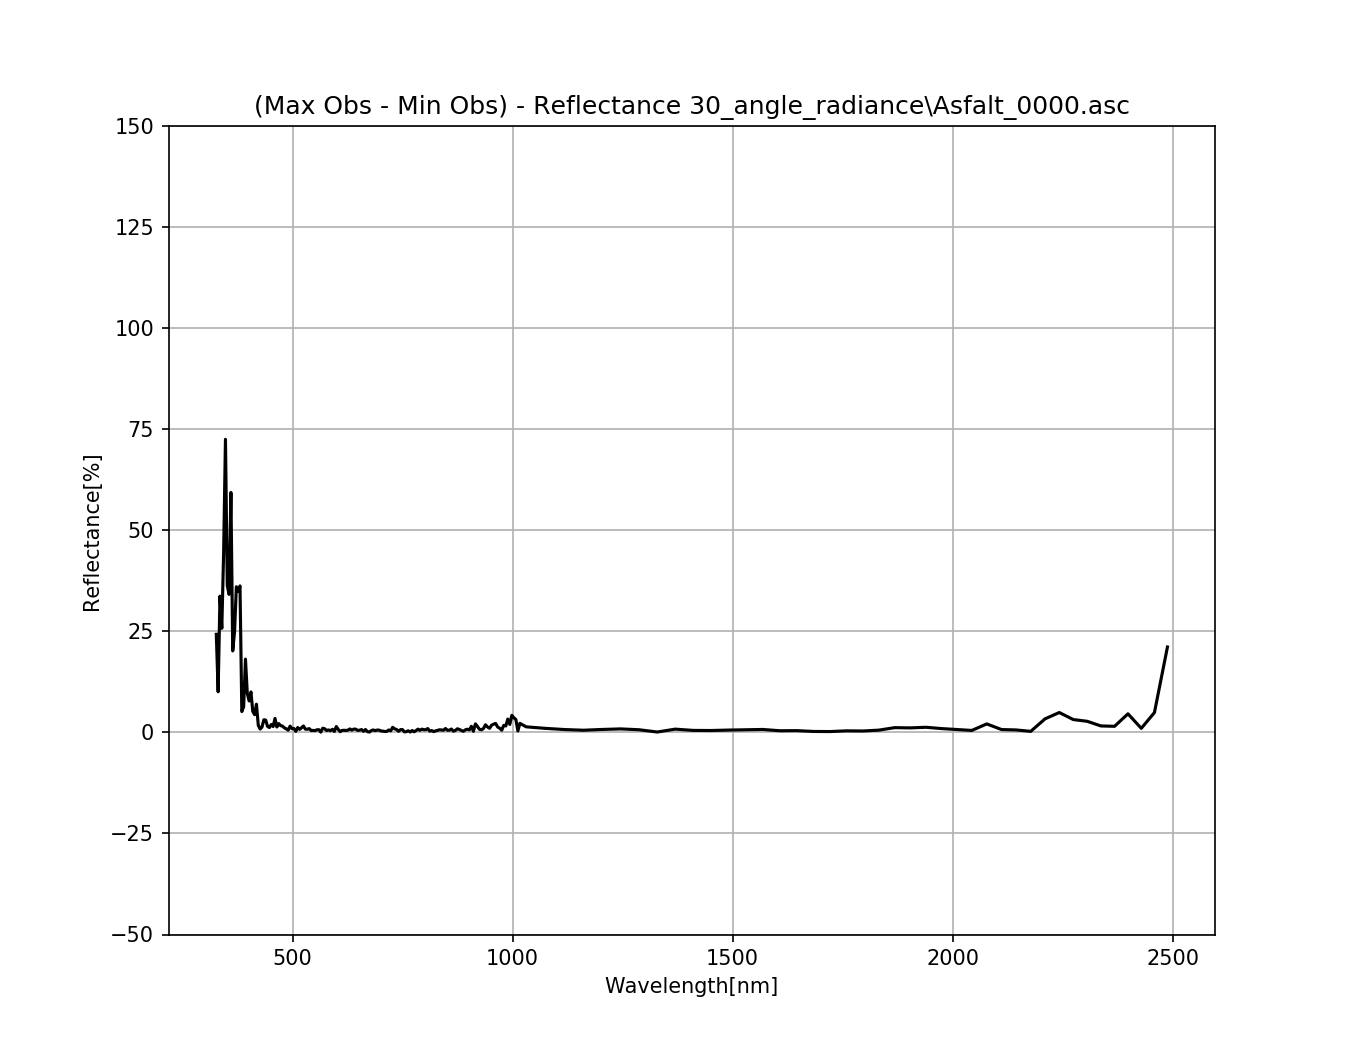 (Max Obs - Min Obs) - Reflectance 30_angle_radiance\Asfalt_0000.asc
150
125
100
75
50
25
0
−25
−50
Reflectance[%]
500 1000 1500 2000 2500
Wavelength[nm]